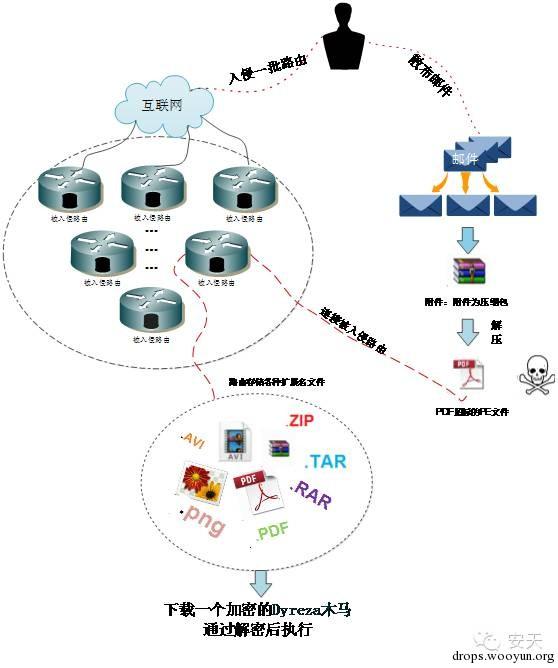 入侵一批路由
散布邮件
互联网
邮件
被入侵路由
被入侵路由
被入侵路由
...
...
...
被入侵路由
被入侵路由
被入侵路由
附件:附件为压缩包
解
压
连接被入侵路由
PDF图标的PE文件
路由存储各种扩展名文件
.ZIP
.AVI
AVI
.TAR
PDF
.RAR
.png
.PDF
PDF
下载一个加密的Dyreza木马
通过解密后执行
安天
drops.wooyun.org